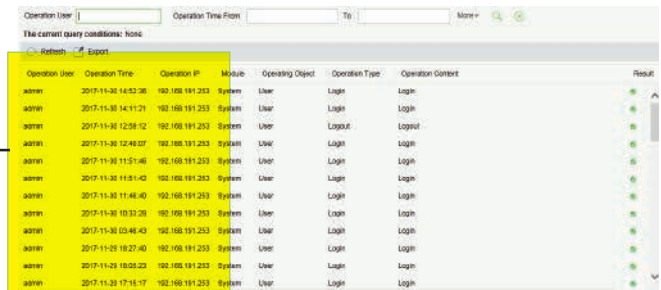 Operation User Operation Time From To More
The current query conditions: None
Refresh Export
Operation User Operation Time Operation IP Module Operating Object Operation Type Operation Content Result
admin 2017-11-30 14:52:36 192.168.191.253 System User Login Login
admin 2017-11-30 14:11:21 192.168.191.253 System User Login Login
admin 2017-11-30 12:58:12 192.168.191.253 System User Logout Logout
admin 2017-11-30 12:46:07 192.168.191.253 System User Login Login
admin 2017-11-30 11:51:46 192.168.191.253 System User Login Login
admin 2017-11-30 11:51:42 192.168.191.253 System User Login Login
admin 2017-11-30 11:46:40 192.168.191.253 System User Login Login
admin 2017-11-30 10:33:28 192.168.191.253 System User Login Login
admin 2017-11-30 03:46:43 192.168.191.253 System User Login Login
admin 2017-11-29 18:27:40 192.168.191.253 System User Login Login
admin 2017-11-29 18:05:23 192.168.191.253 System User Login Login
admin 2017-11-29 17:15:17 192.168.191.253 System User Login Login